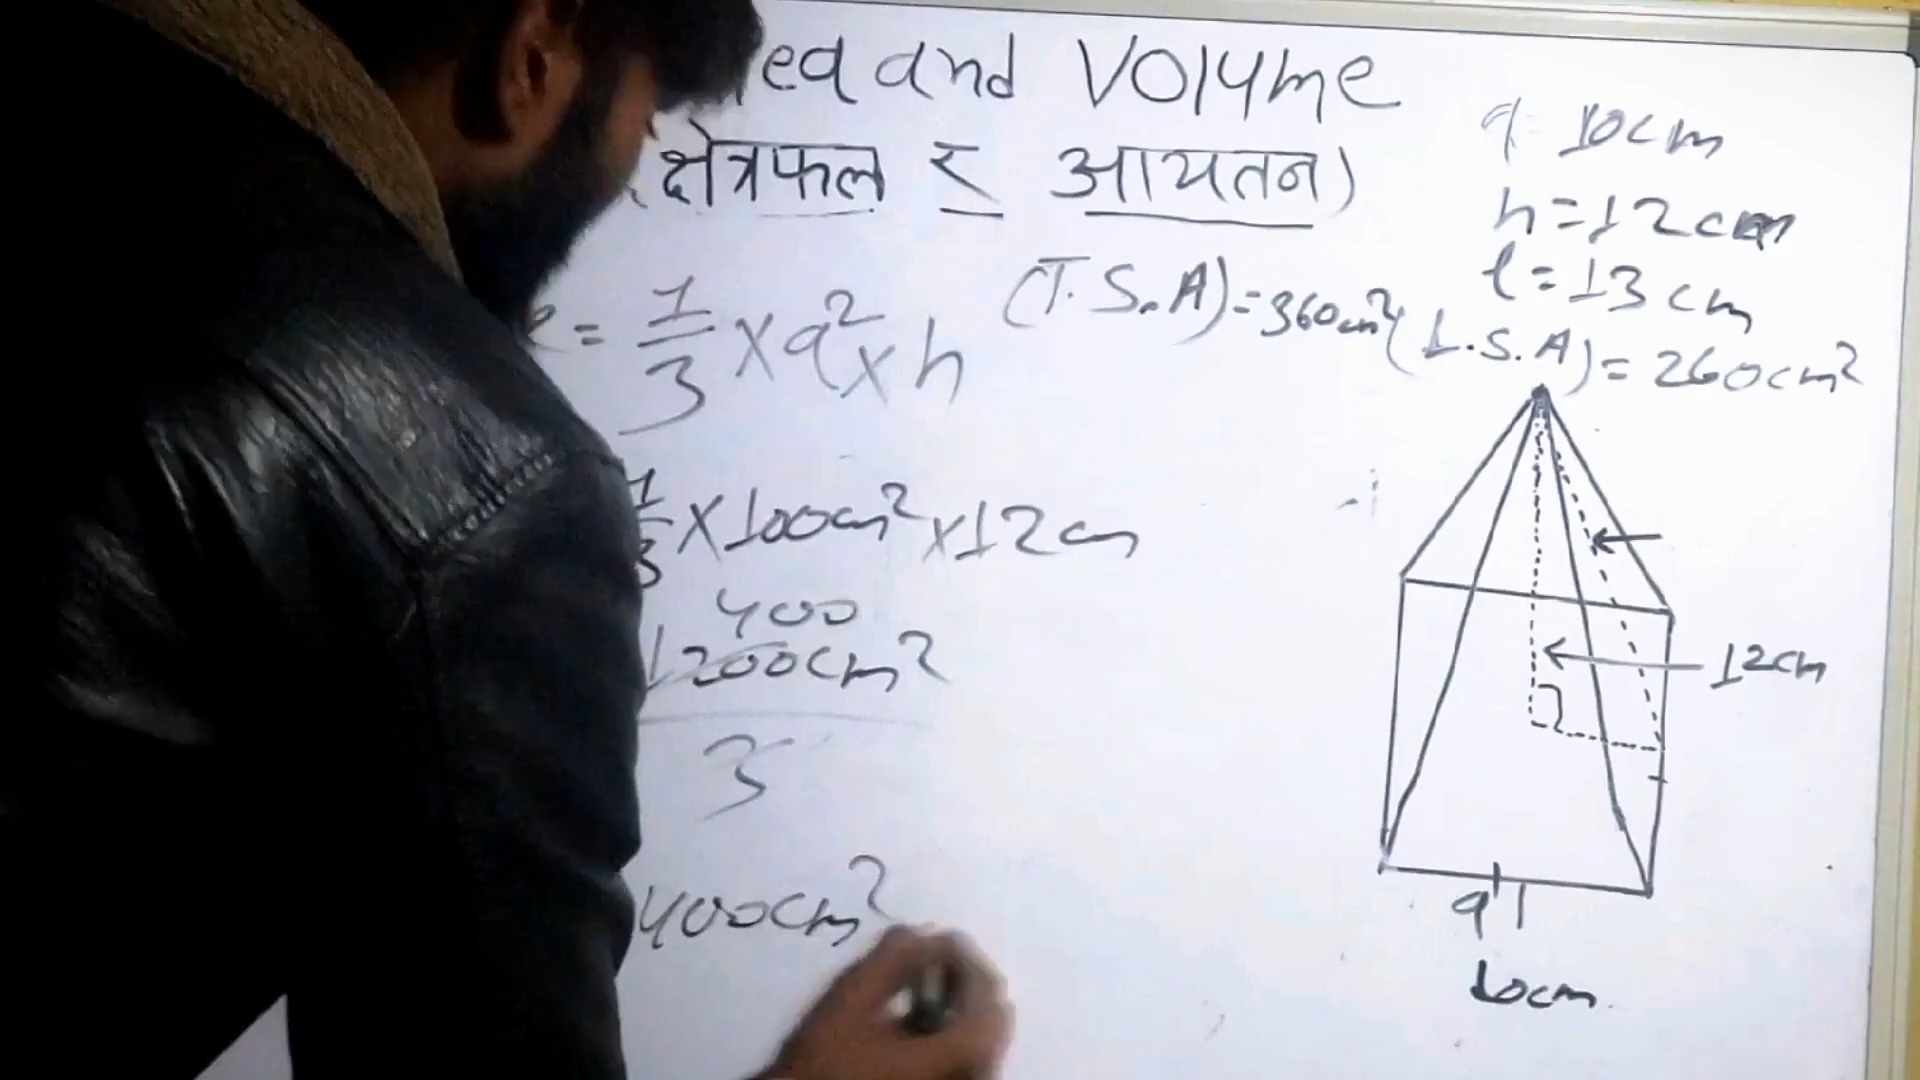 and Volume
(क्षेत्रफल र आयतन)
a = 10cm
h = 12cm
l = 13cm
(T.S.A) = 360cm² (L.S.A) = 260cm²
= 1/3 × a² × h
1/3 × 100cm² × 12cm
400
1200cm²
3
400cm²
12cm
a
10cm